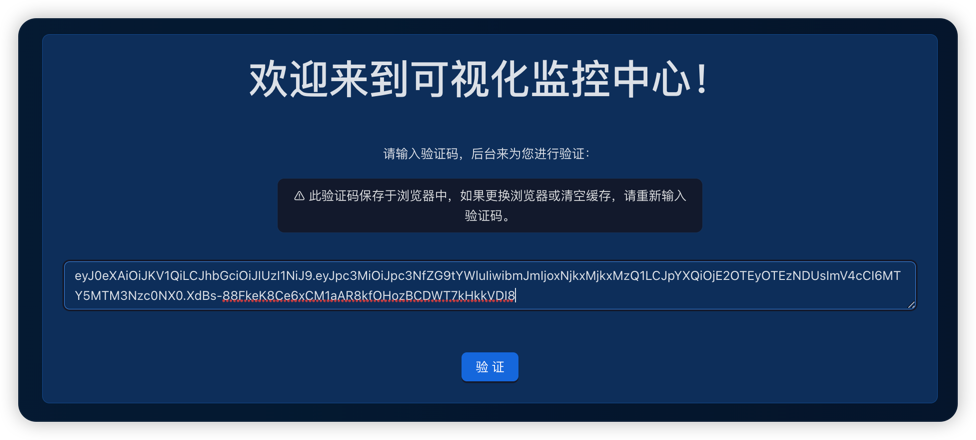 欢迎来到可视化监控中心！
请输入验证码，后台来为您进行验证：
⚠ 此验证码保存于浏览器中，如果更换浏览器或清空缓存，请重新输入
验证码。
eyJ0eXAiOiJKV1QiLCJhbGciOiJIUzI1NiJ9.eyJpc3MiOiJpc3NfZG9tYWluIiwibmJmIjoxNjkxMjkxMzQ1LCJpYXQiOjE2OTEyOTEzNDUsImV4cCI6MT
Y5MTM3Nzc0NX0.XdBs-88FkeK8Ce6xCM1aAR8kfOHozBCDWT7kHkkVDI8
验 证